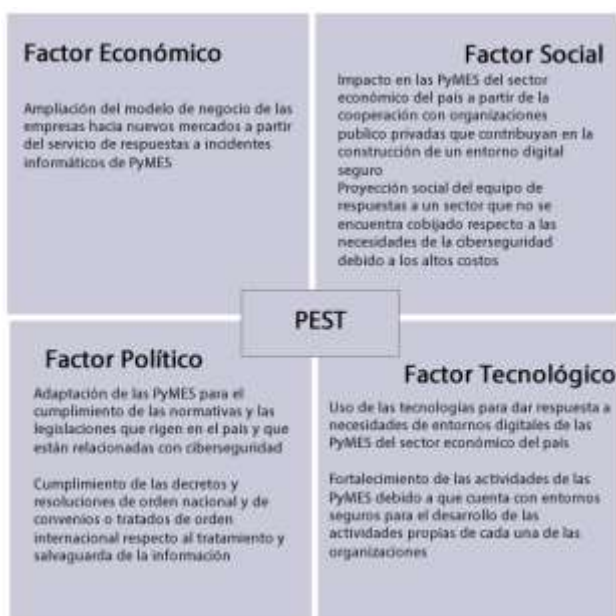 Factor Económico
Ampliación del modelo de negocio de las
empresas hacia nuevos mercados a partir
del servicio de respuestas a incidentes
informáticos de PyMES
Factor Social
Impacto en las PyMES del sector
económico del país a partir de la
cooperación con organizaciones
publico privadas que contribuyan en la
construcción de un entorno digital
seguro
Proyección social del equipo de
respuestas a un sector que no se
encuentra cobijado respecto a las
necesidades de la ciberseguridad
debido a los altos costos
PEST
Factor Político
Adaptación de las PyMES para el
cumplimiento de las normativas y las
legislaciones que rigen en el país y que
están relacionadas con ciberseguridad
Cumplimiento de las decretos y
resoluciones de orden nacional y de
convenios o tratados de orden
internacional respecto al tratamiento y
salvaguarda de la información
Factor Tecnológico
Uso de las tecnologías para dar respuesta a
necesidades de entornos digitales de las
PyMES del sector económico del país
Fortalecimiento de las actividades de las
PyMES debido a que cuenta con entornos
seguros para el desarrollo de las
actividades propias de cada una de las
organizaciones